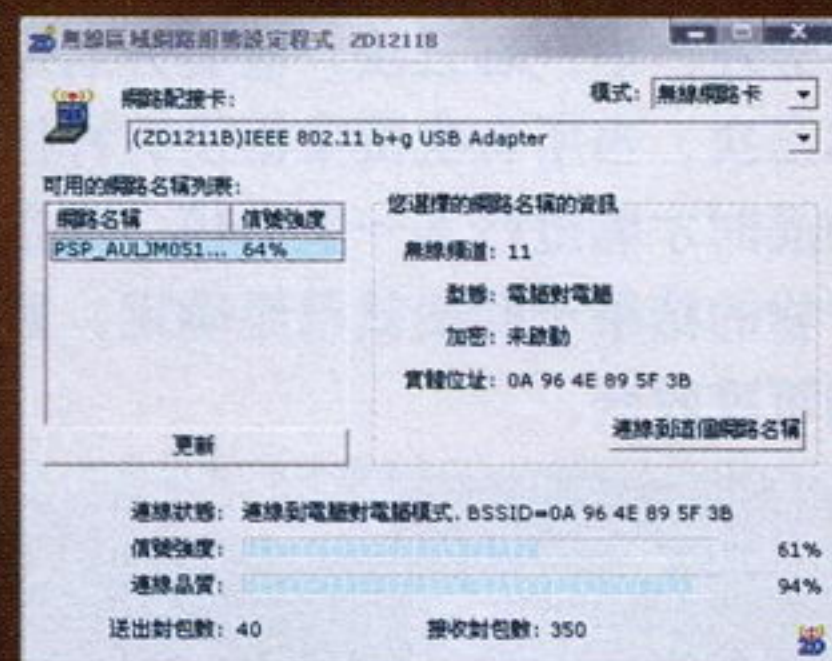 無線區域網路組態設定程式 ZD1211B
網路配接卡:
模式: 無線網路卡
(ZD1211B)IEEE 802.11 b+g USB Adapter
可用的網路名稱列表:
網路名稱 信號強度
PSP_AULJM051... 64%
更新
您選擇的網路名稱的資訊
無線頻道: 11
型態: 電腦對電腦
加密: 未啟動
實體位址: 0A 96 4E 89 5F 3B
連線到這個網路名稱
連線狀態: 連線到電腦對電腦模式. BSSID=0A 96 4E 89 5F 3B
信號強度: 61%
連線品質: 94%
送出封包數: 40 接收封包數: 350
ZD